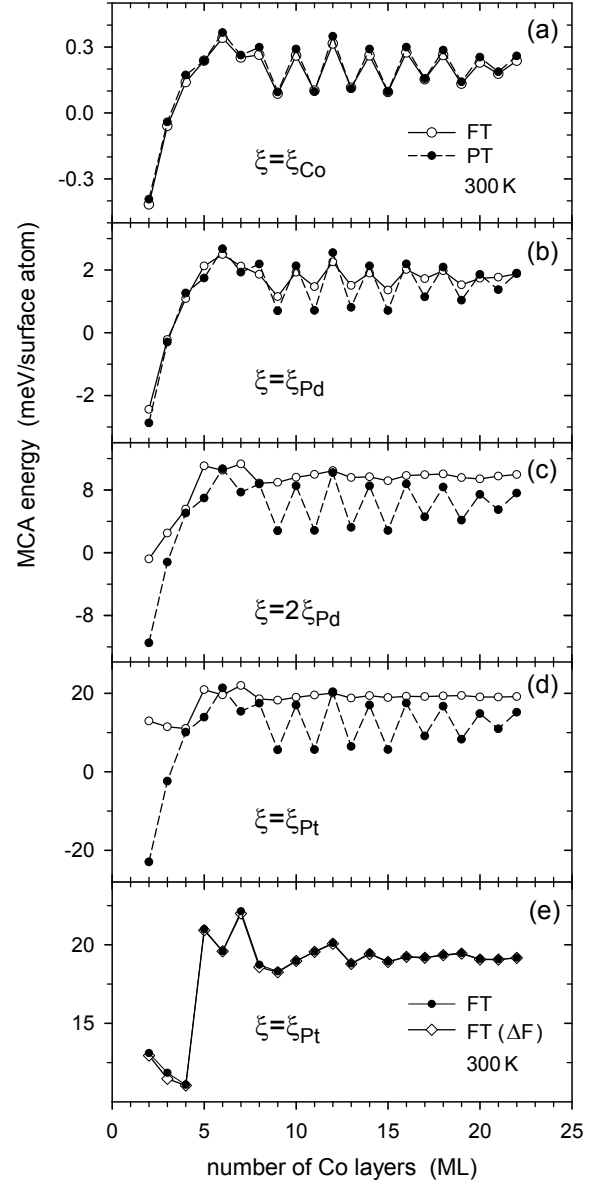 MCA energy (meV/surface atom)
(a)
0.3
0.0
-0.3
ξ=ξCo
FT
PT
300 K
(b)
2
0
-2
ξ=ξPd
(c)
8
0
-8
ξ=2ξPd
(d)
20
0
-20
ξ=ξPt
(e)
20
15
ξ=ξPt
FT
FT (ΔF)
300 K
0 5 10 15 20 25
number of Co layers (ML)